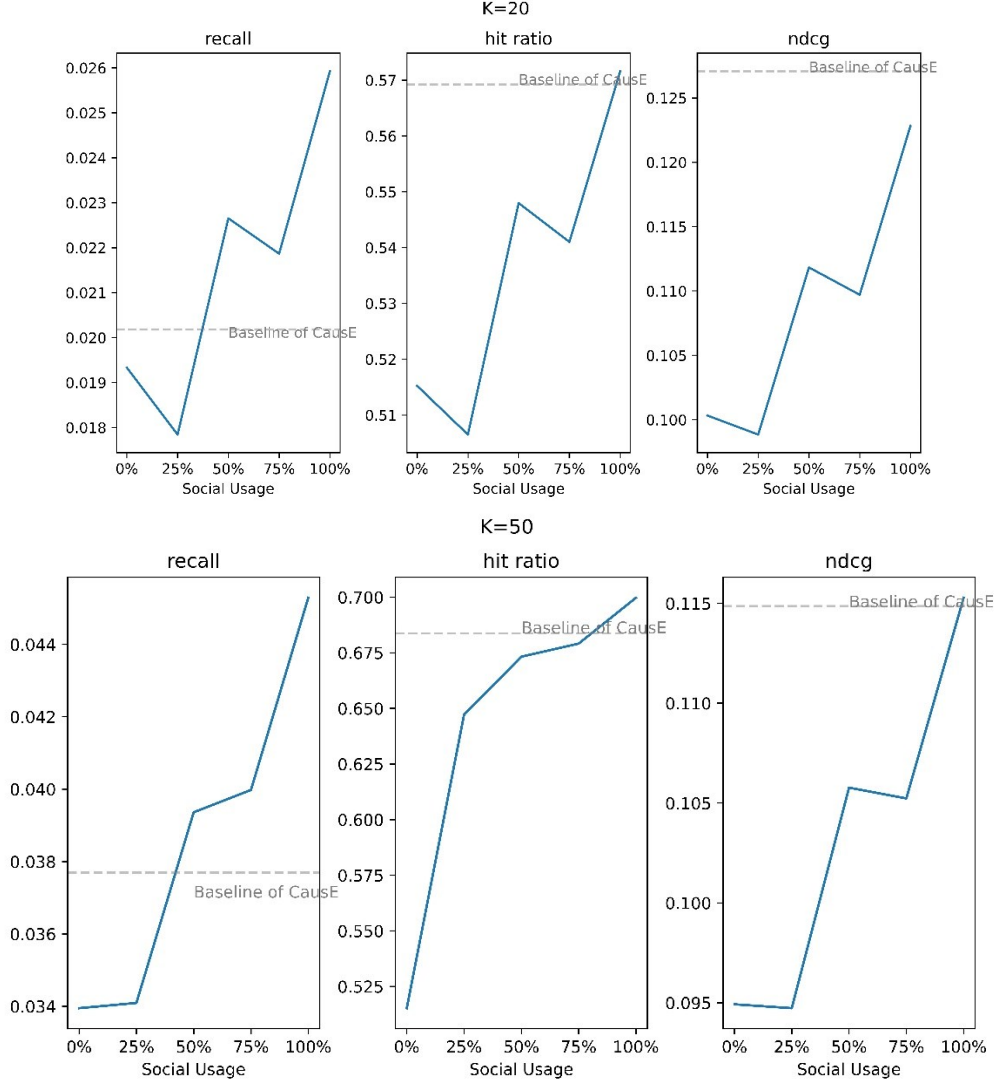 K=20
recall
0.026
0.025
0.024
0.023
0.022
0.021
0.020
0.019
0.018
Baseline of CausE
0% 25% 50% 75% 100%
Social Usage
hit ratio
0.57
0.56
0.55
0.54
0.53
0.52
0.51
Baseline of CausE
0% 25% 50% 75% 100%
Social Usage
ndcg
0.125
0.120
0.115
0.110
0.105
0.100
Baseline of CausE
0% 25% 50% 75% 100%
Social Usage
K=50
recall
0.044
0.042
0.040
0.038
0.036
0.034
Baseline of CausE
0% 25% 50% 75% 100%
Social Usage
hit ratio
0.700
0.675
0.650
0.625
0.600
0.575
0.550
0.525
Baseline of CausE
0% 25% 50% 75% 100%
Social Usage
ndcg
0.115
0.110
0.105
0.100
0.095
Baseline of CausE
0% 25% 50% 75% 100%
Social Usage